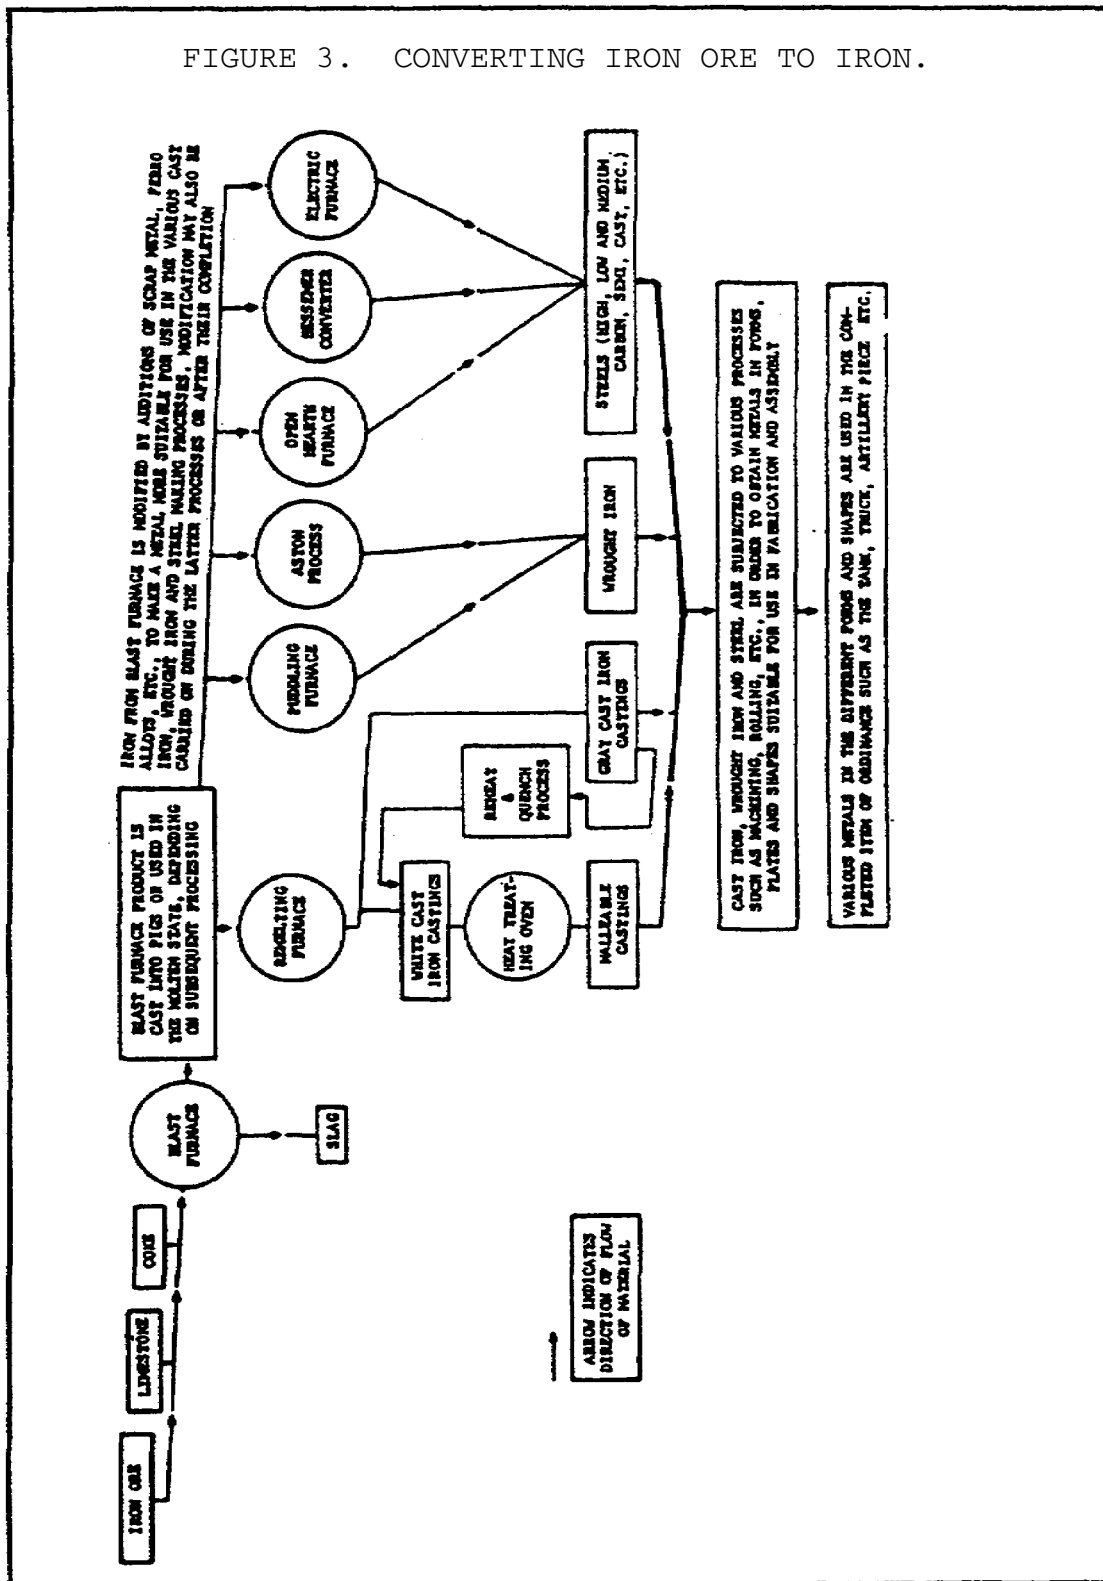 FIGURE 3.  CONVERTING IRON ORE TO IRON.
IRON ORE
LIMESTONE
COKE
BLAST
FURNACE
SLAG
BLAST FURNACE PRODUCT IS
CAST INTO PIGS OR USED IN
THE MOLTEN STATE, DEPENDING
ON SUBSEQUENT PROCESSING
IRON FROM BLAST FURNACE IS MODIFIED BY ADDITIONS OF SCRAP METAL, FERRO
ALLOYS, ETC., TO MAKE A METAL MORE SUITABLE FOR USE IN THE VARIOUS CAST
IRON, WROUGHT IRON AND STEEL MAKING PROCESSES. MODIFICATION MAY ALSO BE
CARRIED ON DURING THE LATTER PROCESSES OR AFTER THEIR COMPLETION
REMELTING
FURNACE
PUDDLING
FURNACE
ASTON
PROCESS
OPEN
HEARTH
FURNACE
BESSEMER
CONVERTER
ELECTRIC
FURNACE
WHITE CAST
IRON CASTINGS
REHEAT
&
QUENCH
PROCESS
HEAT TREAT-
ING OVEN
MALLEABLE
CASTINGS
GRAY CAST IRON
CASTINGS
WROUGHT IRON
STEELS (HIGH, LOW AND MEDIUM
CARBON, SEMI, CAST, ETC.)
ARROW INDICATES
DIRECTION OF FLOW
OF MATERIAL
CAST IRON, WROUGHT IRON AND STEEL ARE SUBJECTED TO VARIOUS PROCESSES
SUCH AS MACHINING, ROLLING, ETC., IN ORDER TO OBTAIN METALS IN FORMS,
PLATES AND SHAPES SUITABLE FOR USE IN FABRICATION AND ASSEMBLY
VARIOUS METALS IN THE DIFFERENT FORMS AND SHAPES ARE USED IN THE COM-
PLETED ITEM OF ORDINANCE SUCH AS THE TANK, TRUCK, ARTILLERY PIECE ETC.